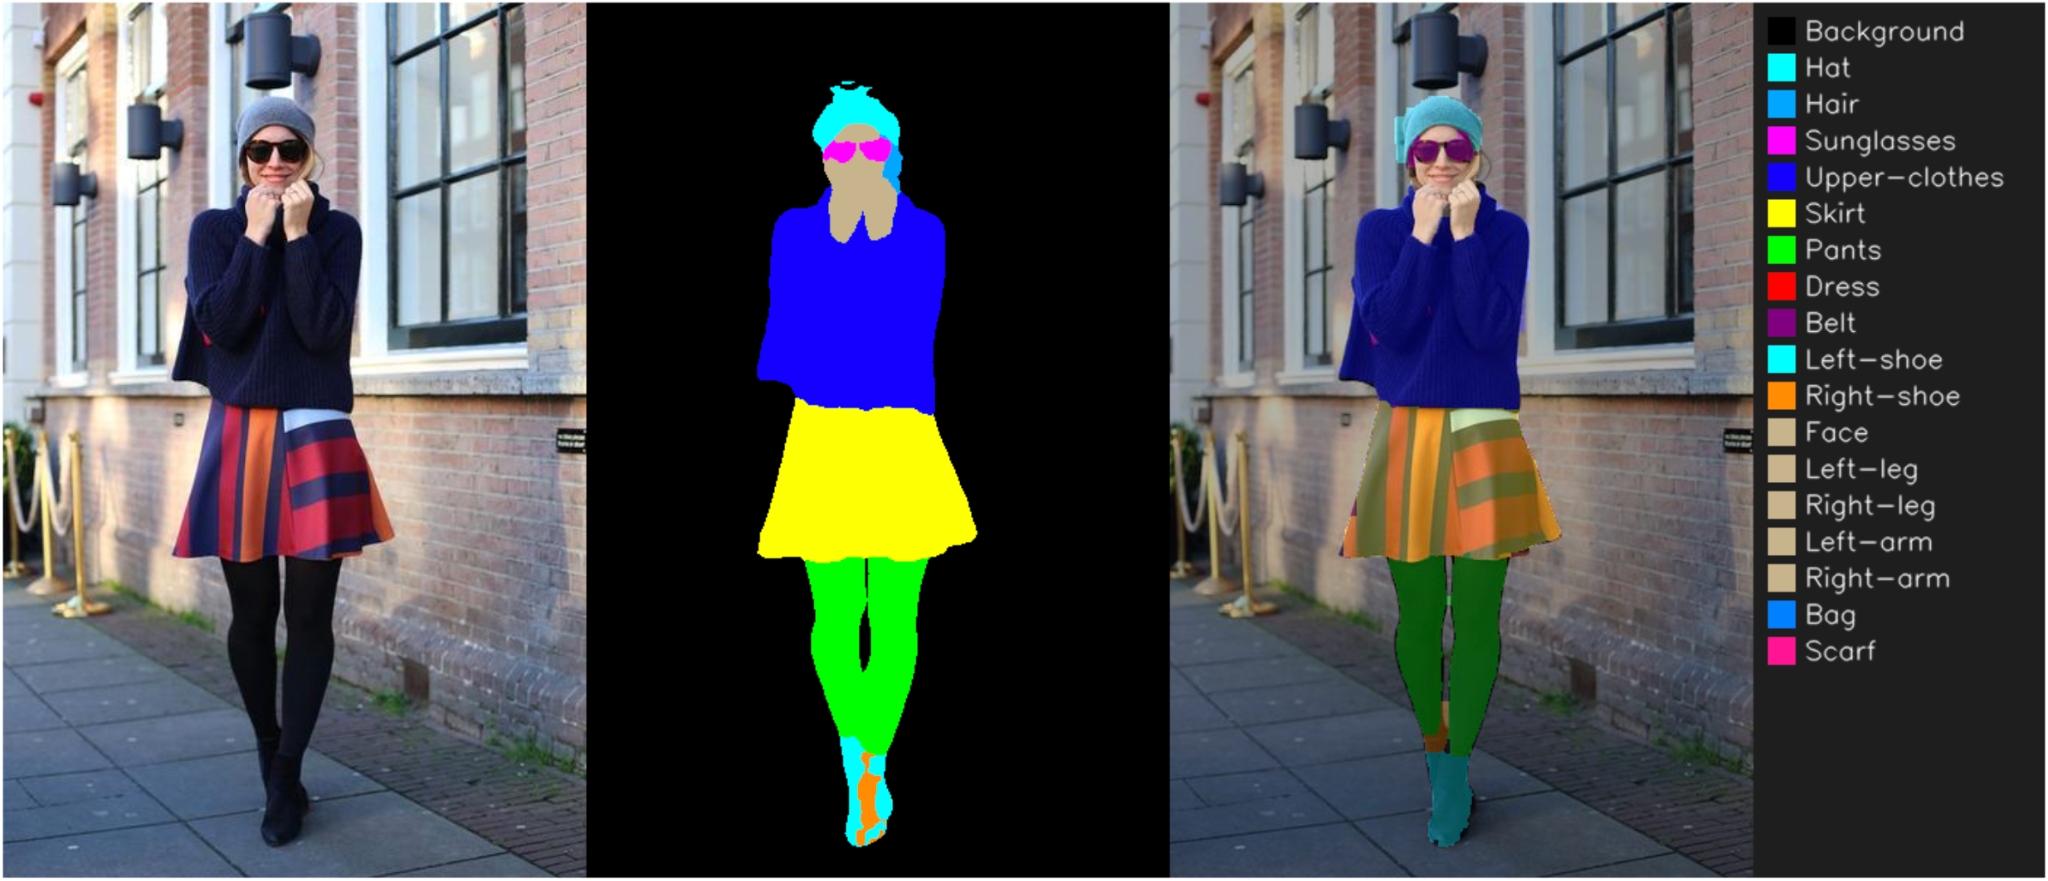 Background
Hat
Hair
Sunglasses
Upper-clothes
Skirt
Pants
Dress
Belt
Left-shoe
Right-shoe
Face
Left-leg
Right-leg
Left-arm
Right-arm
Bag
Scarf